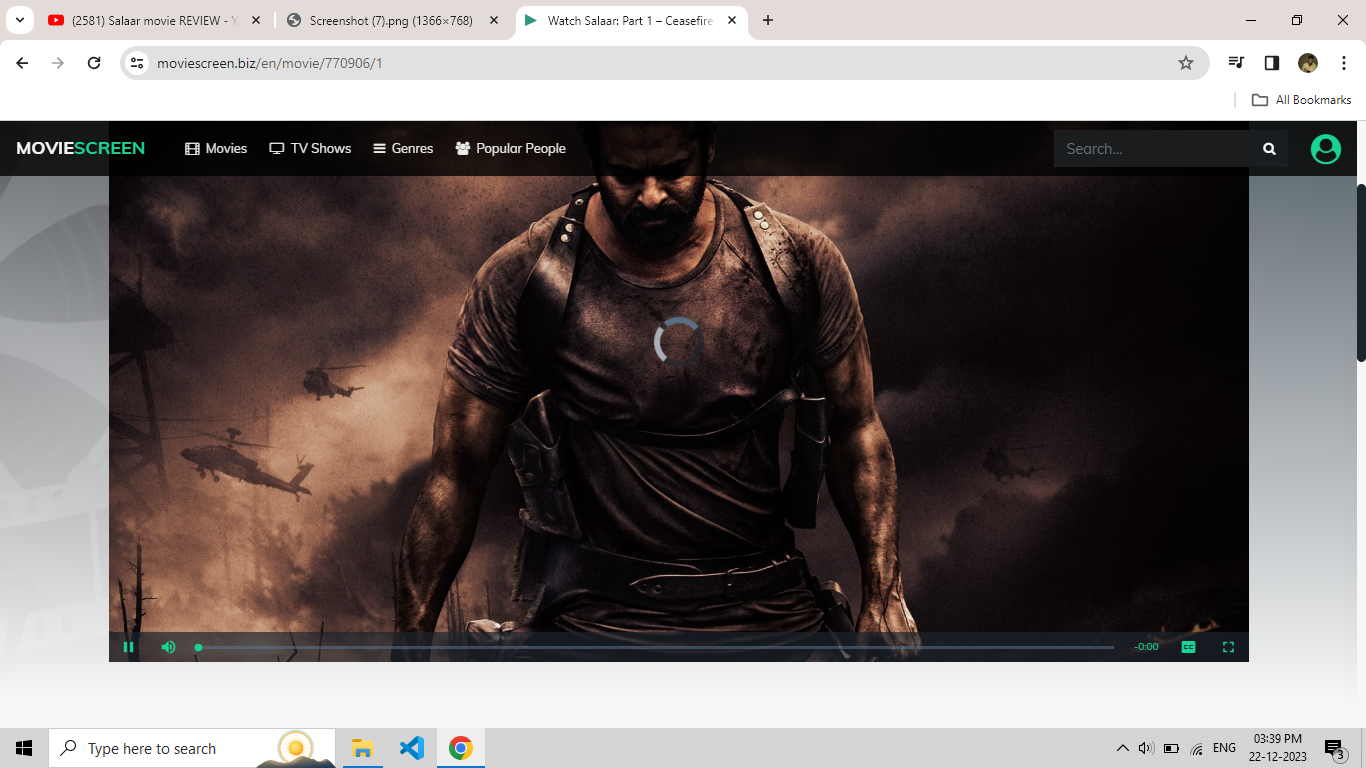 (2581) Salaar movie REVIEW - Y
Screenshot (7).png (1366×768)
Watch Salaar: Part 1 – Ceasefire
moviescreen.biz/en/movie/770906/1
All Bookmarks
MOVIESCREEN Movies TV Shows Genres Popular People Search...
-0:00 CC
Type here to search
ENG
03:39 PM
22-12-2023
3